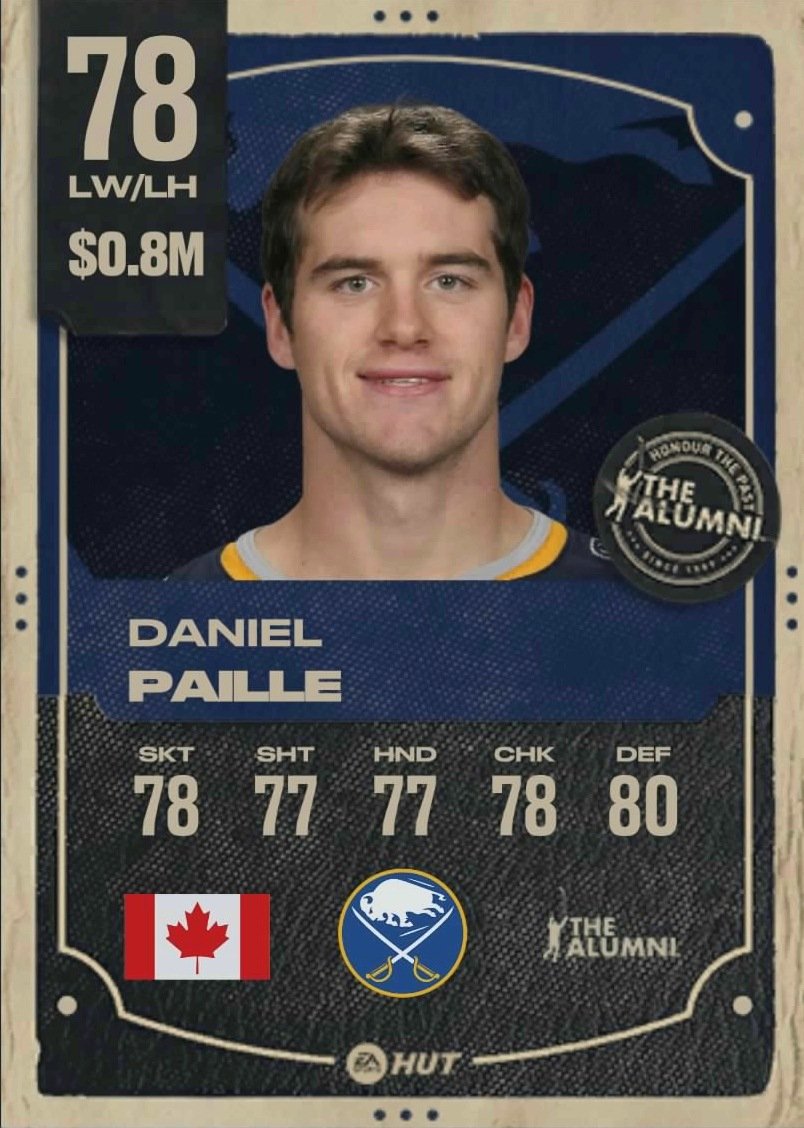 78
LW/LH
$0.8M
HONOUR THE PAST
THE
ALUMNI
DANIEL
PAILLE
SKT SHT HND CHK DEF
78 77 77 78 80
THE
ALUMNI
EA
HUT